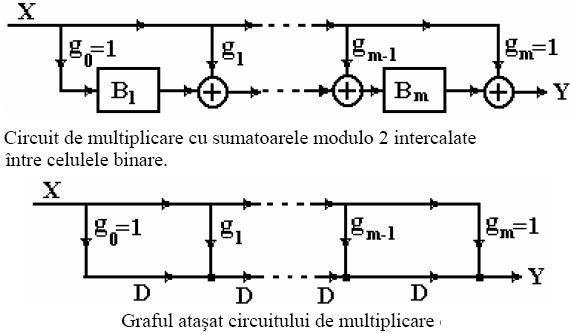 X
g0=1 g1 gm-1 gm=1
B1 + + Bm + Y
Circuit de multiplicare cu sumatoarele modulo 2 intercalate
între celulele binare.
X
g0=1 g1 gm-1 gm=1
Y
D D D D
Graful ataşat circuitului de multiplicare